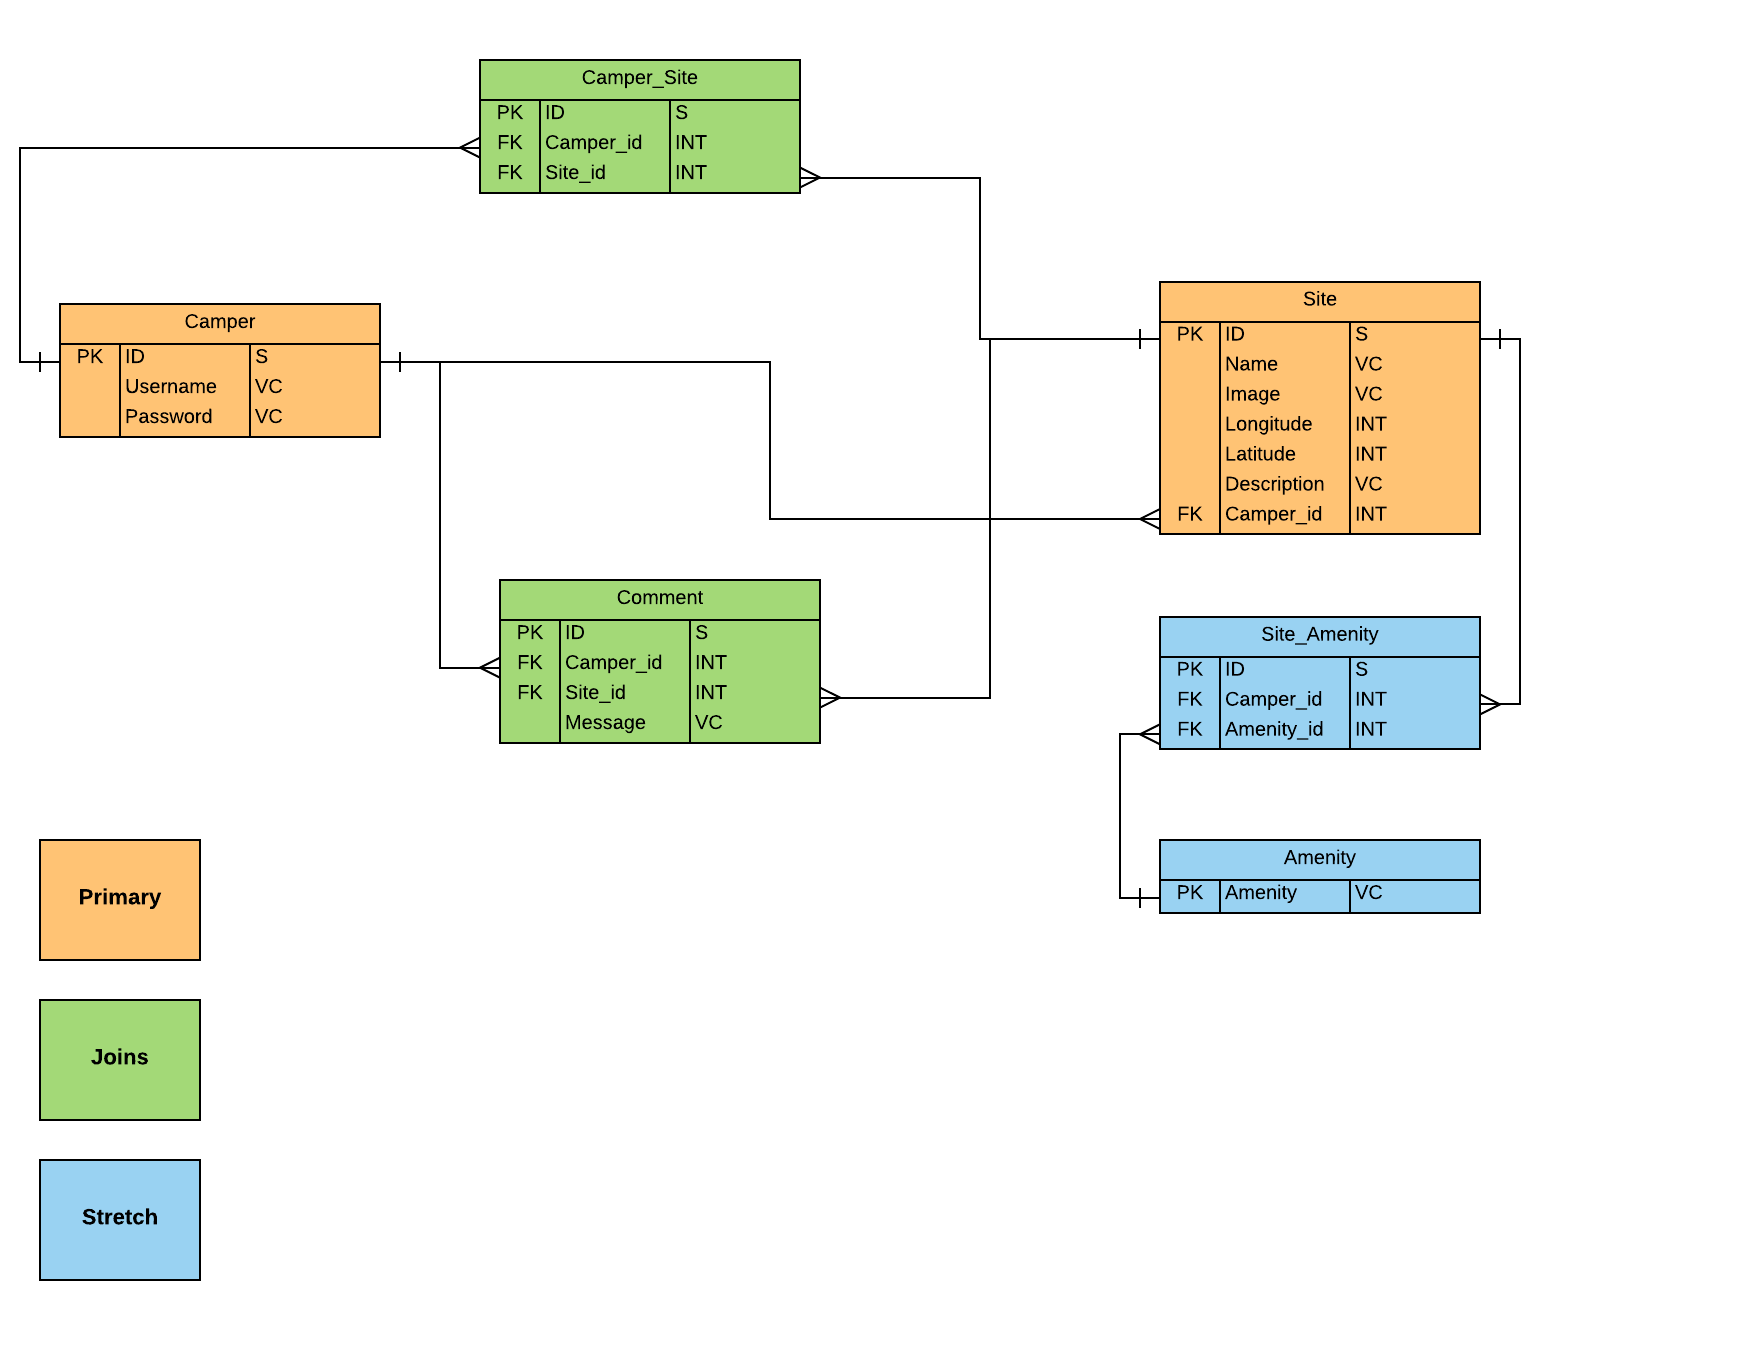 Camper_Site
PK ID S
FK Camper_id INT
FK Site_id INT
Camper
PK ID S
Username VC
Password VC
Site
PK ID S
Name VC
Image VC
Longitude INT
Latitude INT
Description VC
FK Camper_id INT
Comment
PK ID S
FK Camper_id INT
FK Site_id INT
Message VC
Site_Amenity
PK ID S
FK Camper_id INT
FK Amenity_id INT
Amenity
PK Amenity VC
Primary
Joins
Stretch